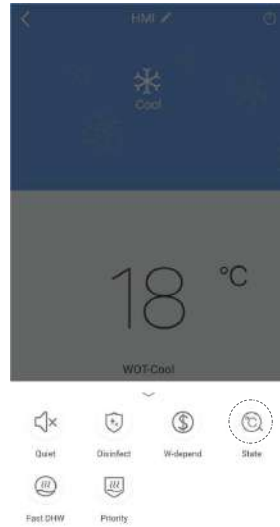 HMI
Cool
18 °C
WOT-Cool
Quiet Disinfect W-depend State
Fast DHW Priority